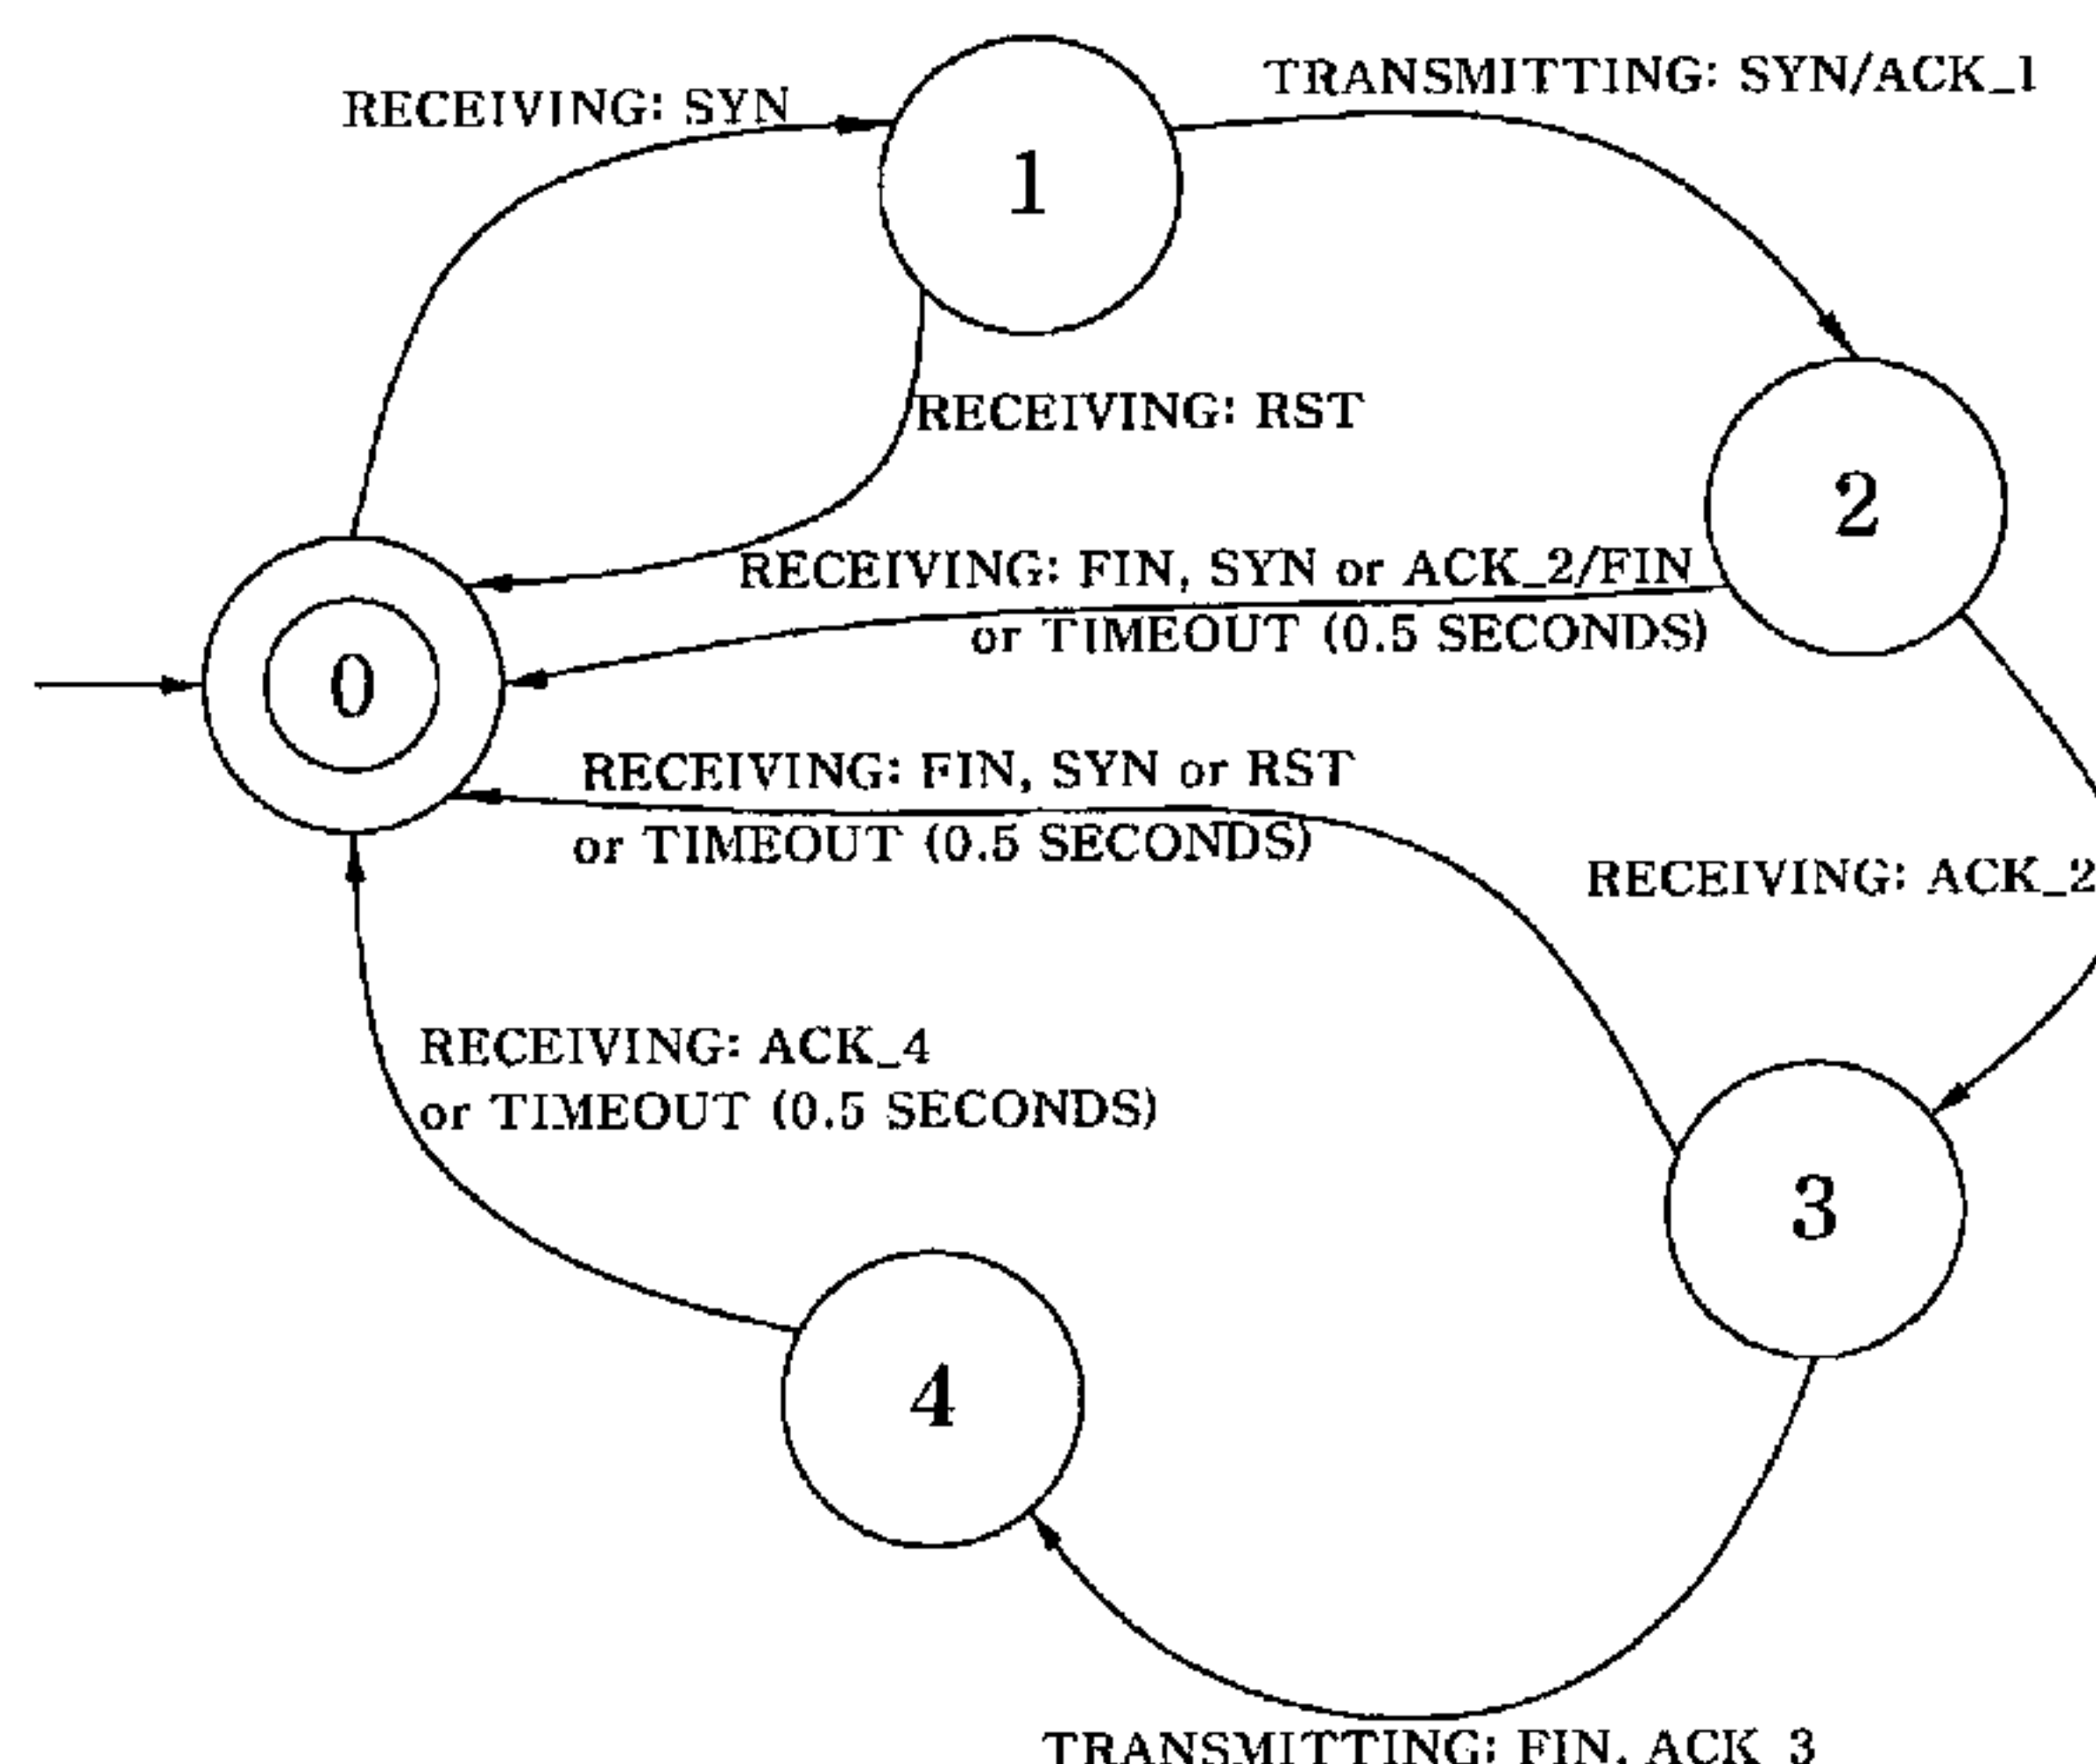 TRANSMITTING: SYN/ACK_1
RECEIVING: SYN
1
RECEIVING: RST
2
RECEIVING: FIN, SYN or ACK_2/FIN
or TIMEOUT (0.5 SECONDS)
0
RECEIVING: FIN, SYN or RST
or TIMEOUT (0.5 SECONDS)
RECEIVING: ACK_2
RECEIVING: ACK_4
or TIMEOUT (0.5 SECONDS)
3
4
TRANSMITTING: FIN, ACK_3